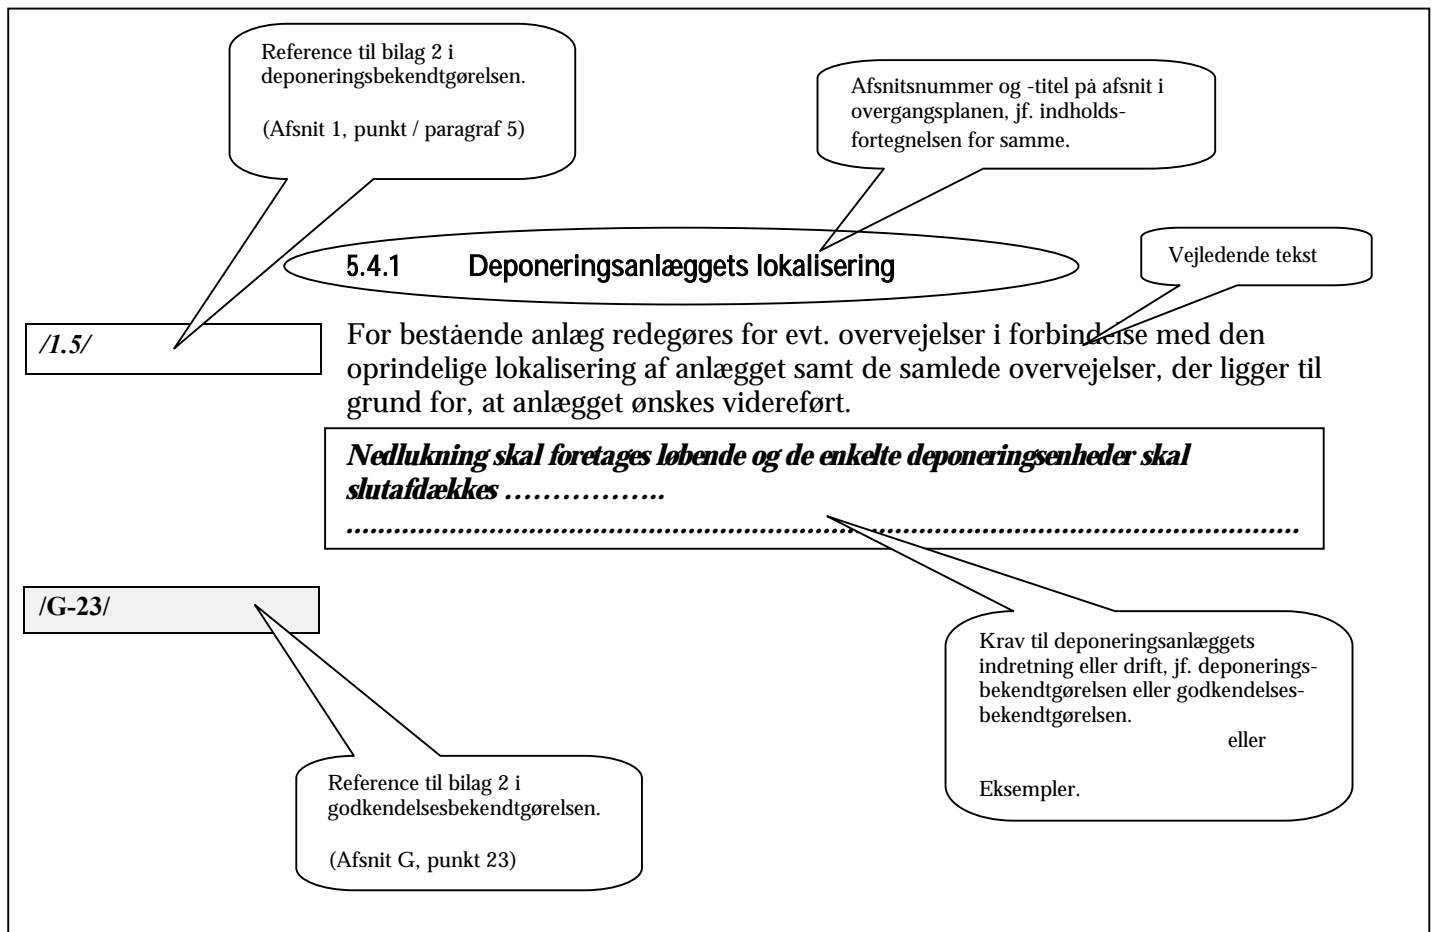 Reference til bilag 2 i
deponeringsbekendtgørelsen.
(Afsnit 1, punkt / paragraf 5)
Afsnitsnummer og -titel på afsnit i
overgangsplanen, jf. indholds-
fortegnelsen for samme.
5.4.1 Deponeringsanlæggets lokalisering
Vejledende tekst
/1.5/
For bestående anlæg redegøres for evt. overvejelser i forbindelse med den
oprindelige lokalisering af anlægget samt de samlede overvejelser, der ligger til
grund for, at anlægget ønskes videreført.
Nedlukning skal foretages løbende og de enkelte deponeringsenheder skal
slutafdækkes ……………..
……………………………………………………………………………………………………………
/G-23/
Krav til deponeringsanlæggets
indretning eller drift, jf. deponerings-
bekendtgørelsen eller godkendelses-
bekendtgørelsen.
eller
Eksempler.
Reference til bilag 2 i
godkendelsesbekendtgørelsen.
(Afsnit G, punkt 23)